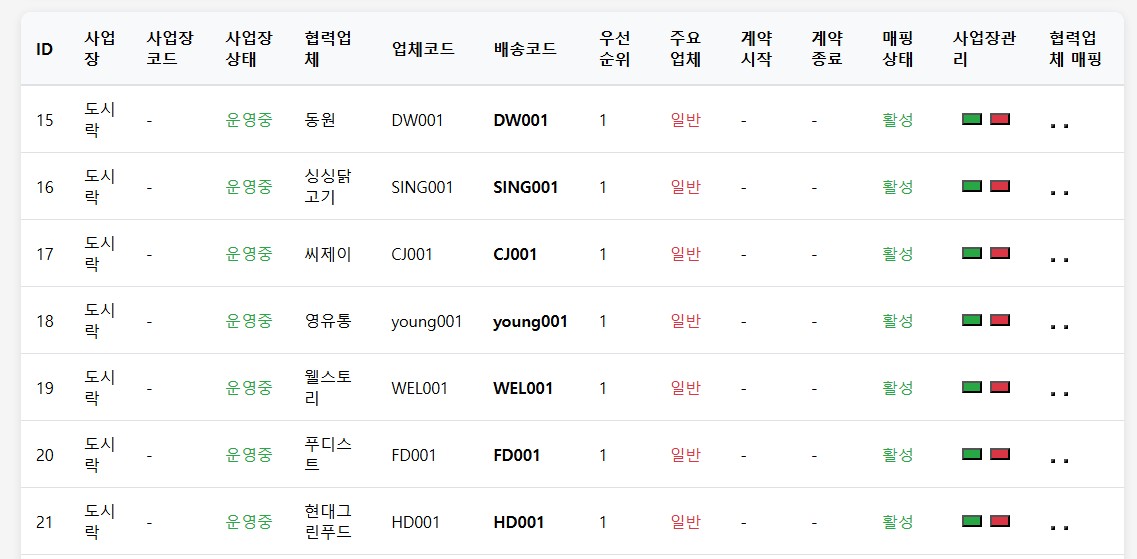 ID 사업장 사업장 코드 사업장 상태 협력업체 업체코드 배송코드 우선 순위 주요 업체 계약 시작 계약 종료 매핑 상태 사업장관리 협력업체 매핑
15 도시락 - 운영중 동원 DW001 DW001 1 일반 - - 활성
16 도시락 - 운영중 싱싱닭고기 SING001 SING001 1 일반 - - 활성
17 도시락 - 운영중 씨제이 CJ001 CJ001 1 일반 - - 활성
18 도시락 - 운영중 영유통 young001 young001 1 일반 - - 활성
19 도시락 - 운영중 웰스토리 WEL001 WEL001 1 일반 - - 활성
20 도시락 - 운영중 푸디스트 FD001 FD001 1 일반 - - 활성
21 도시락 - 운영중 현대그린푸드 HD001 HD001 1 일반 - - 활성